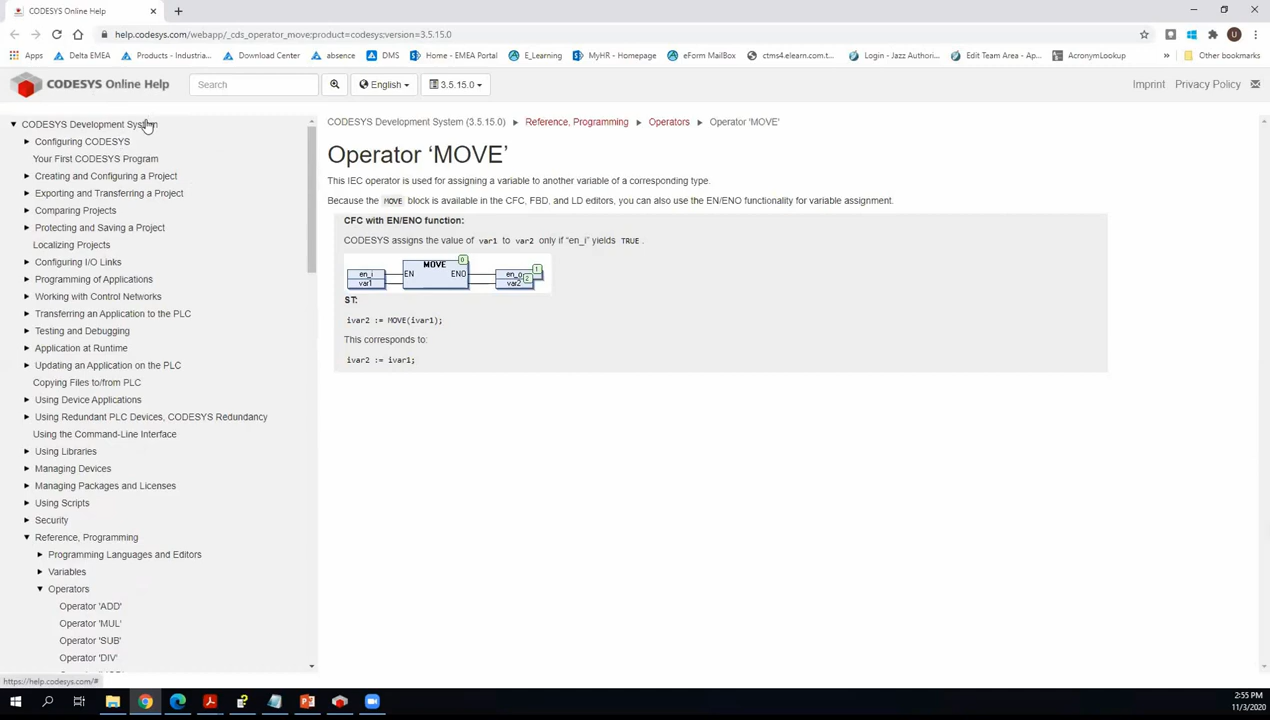 CODESYS Online Help
help.codesys.com/webapp/_cds_operator_move;product=codesys;version=3.5.15.0
Apps
Delta EMEA
Products - Industria...
Download Center
absence
DMS
Home - EMEA Portal
E_Learning
MyHR - Homepage
eForm MailBox
ctms4.elearn.com.t...
Login - Jazz Authori...
Edit Team Area - Co...
AcronymLookup
»
Other bookmarks
U
CODESYS Online Help
Search
English
3.5.15.0
Imprint
Privacy Policy
CODESYS Development System
Configuring CODESYS
Your First CODESYS Program
Creating and Configuring a Project
Exporting and Transferring a Project
Comparing Projects
Protecting and Saving a Project
Localizing Projects
Configuring I/O Links
Programming of Applications
Working with Control Networks
Transferring an Application to the PLC
Testing and Debugging
Application at Runtime
Updating an Application on the PLC
Copying Files to/from PLC
Using Device Applications
Using Redundant PLC Devices, CODESYS Redundancy
Using the Command-Line Interface
Using Libraries
Managing Devices
Managing Packages and Licenses
Using Scripts
Security
Reference, Programming
Programming Languages and Editors
Variables
Operators
Operator 'ADD'
Operator 'MUL'
Operator 'SUB'
Operator 'DIV'
CODESYS Development System (3.5.15.0) ▸ Reference, Programming ▸ Operators ▸ Operator 'MOVE'
Operator ‘MOVE’
This IEC operator is used for assigning a variable to another variable of a corresponding type.
Because the MOVE block is available in the CFC, FBD, and LD editors, you can also use the EN/ENO functionality for variable assignment.
CFC with EN/ENO function:
CODESYS assigns the value of var1 to var2 only if “en_i” yields TRUE .
MOVE
0
en_i
EN
ENO
en_o
1
var1
var2
2
ST:
ivar2 := MOVE(ivar1);
This corresponds to:
ivar2 := ivar1;
https://help.codesys.com/#
2:55 PM
11/3/2020